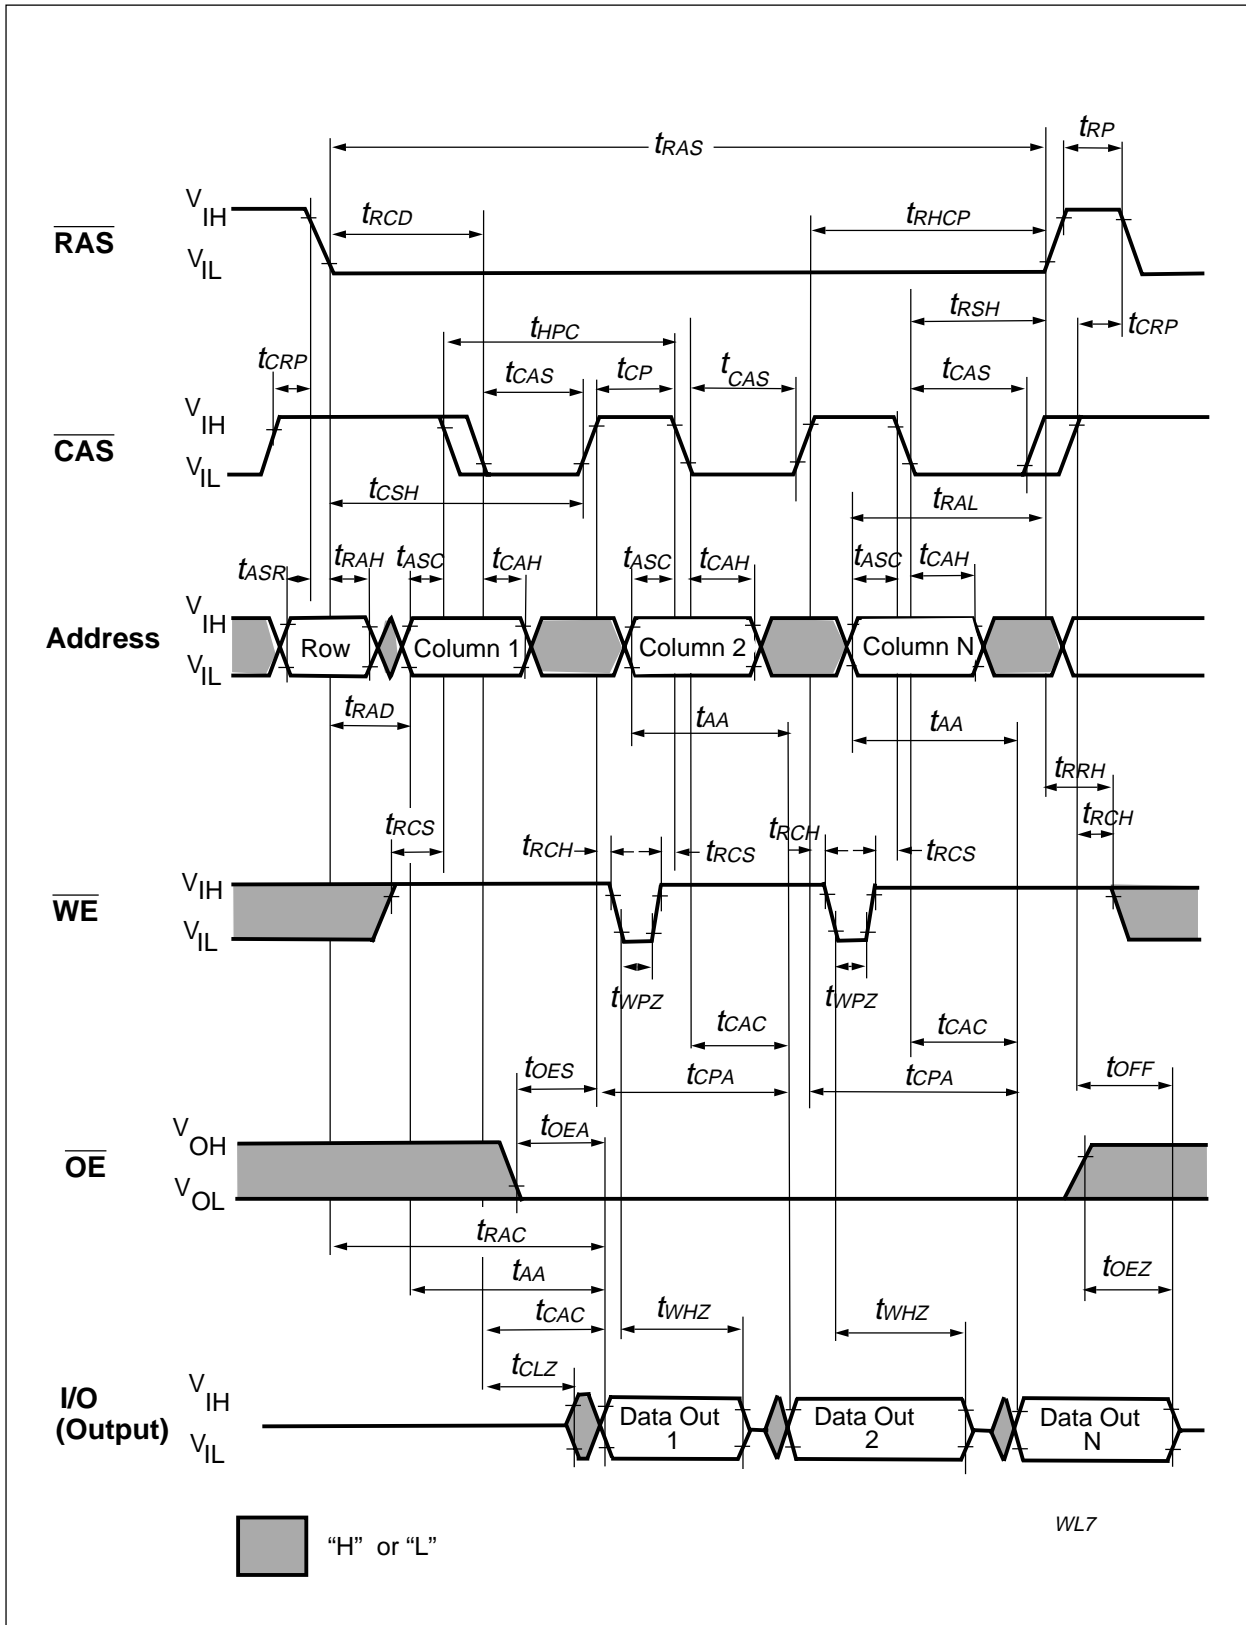 tRAS
tRP
VIH
RAS
VIL
tRCD
tRHCP
tRSH
tCRP
tHPC
tCRP
tCAS
tCP
tCAS
tCAS
VIH
CAS
VIL
tCSH
tRAL
tASR
tRAH
tASC
tCAH
tASC
tCAH
tASC
tCAH
VIH
Address
VIL
Row
Column 1
Column 2
Column N
tRAD
tAA
tAA
tRRH
tRCH
tRCS
tRCH
tRCS
tRCH
tRCS
VIH
WE
VIL
tWPZ
tWPZ
tCAC
tCAC
tOES
tCPA
tCPA
tOFF
tOEA
VOH
OE
VOL
tRAC
tAA
tOEZ
tCAC
tWHZ
tWHZ
tCLZ
VIH
I/O
(Output)
VIL
Data Out
1
Data Out
2
Data Out
N
WL7
“H” or “L”